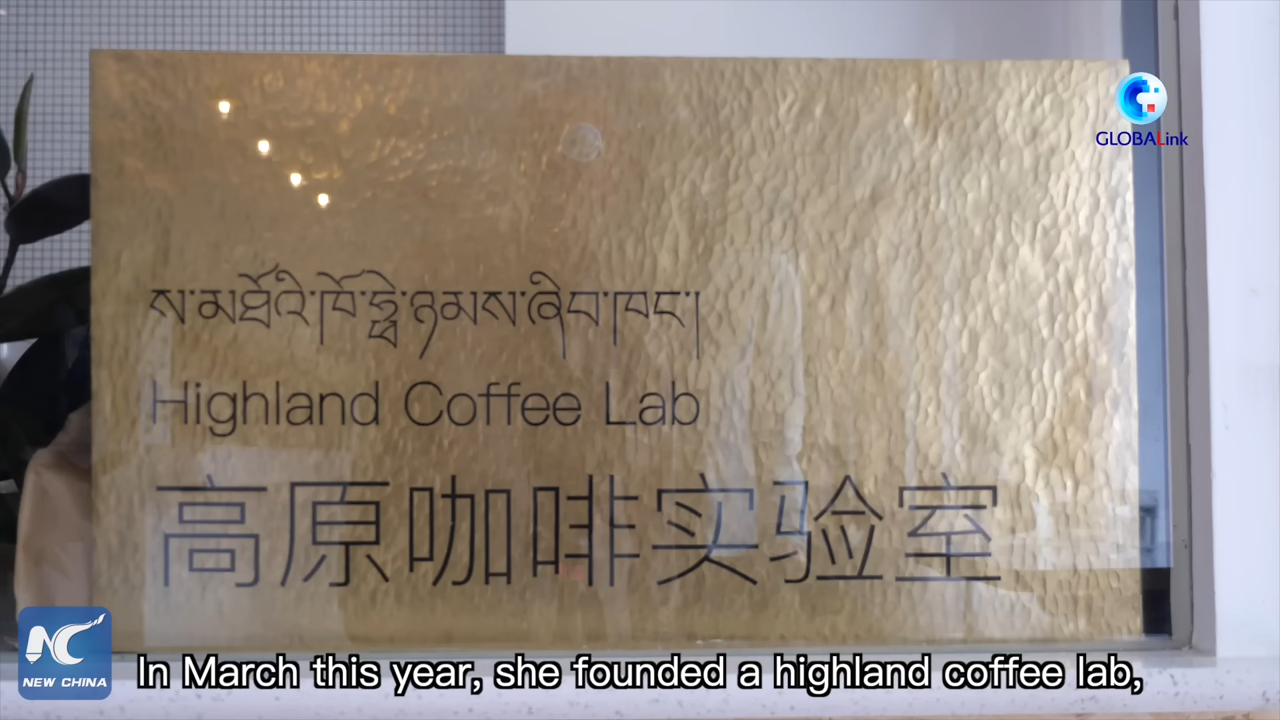 GLOBALink
ས་མཐོའི་ཁོ་ཧྥེ་ཉམས་ཞིབ་ཁང་།
Highland Coffee Lab
高原咖啡实验室
NC
NEW CHINA
In March this year, she founded a highland coffee lab,